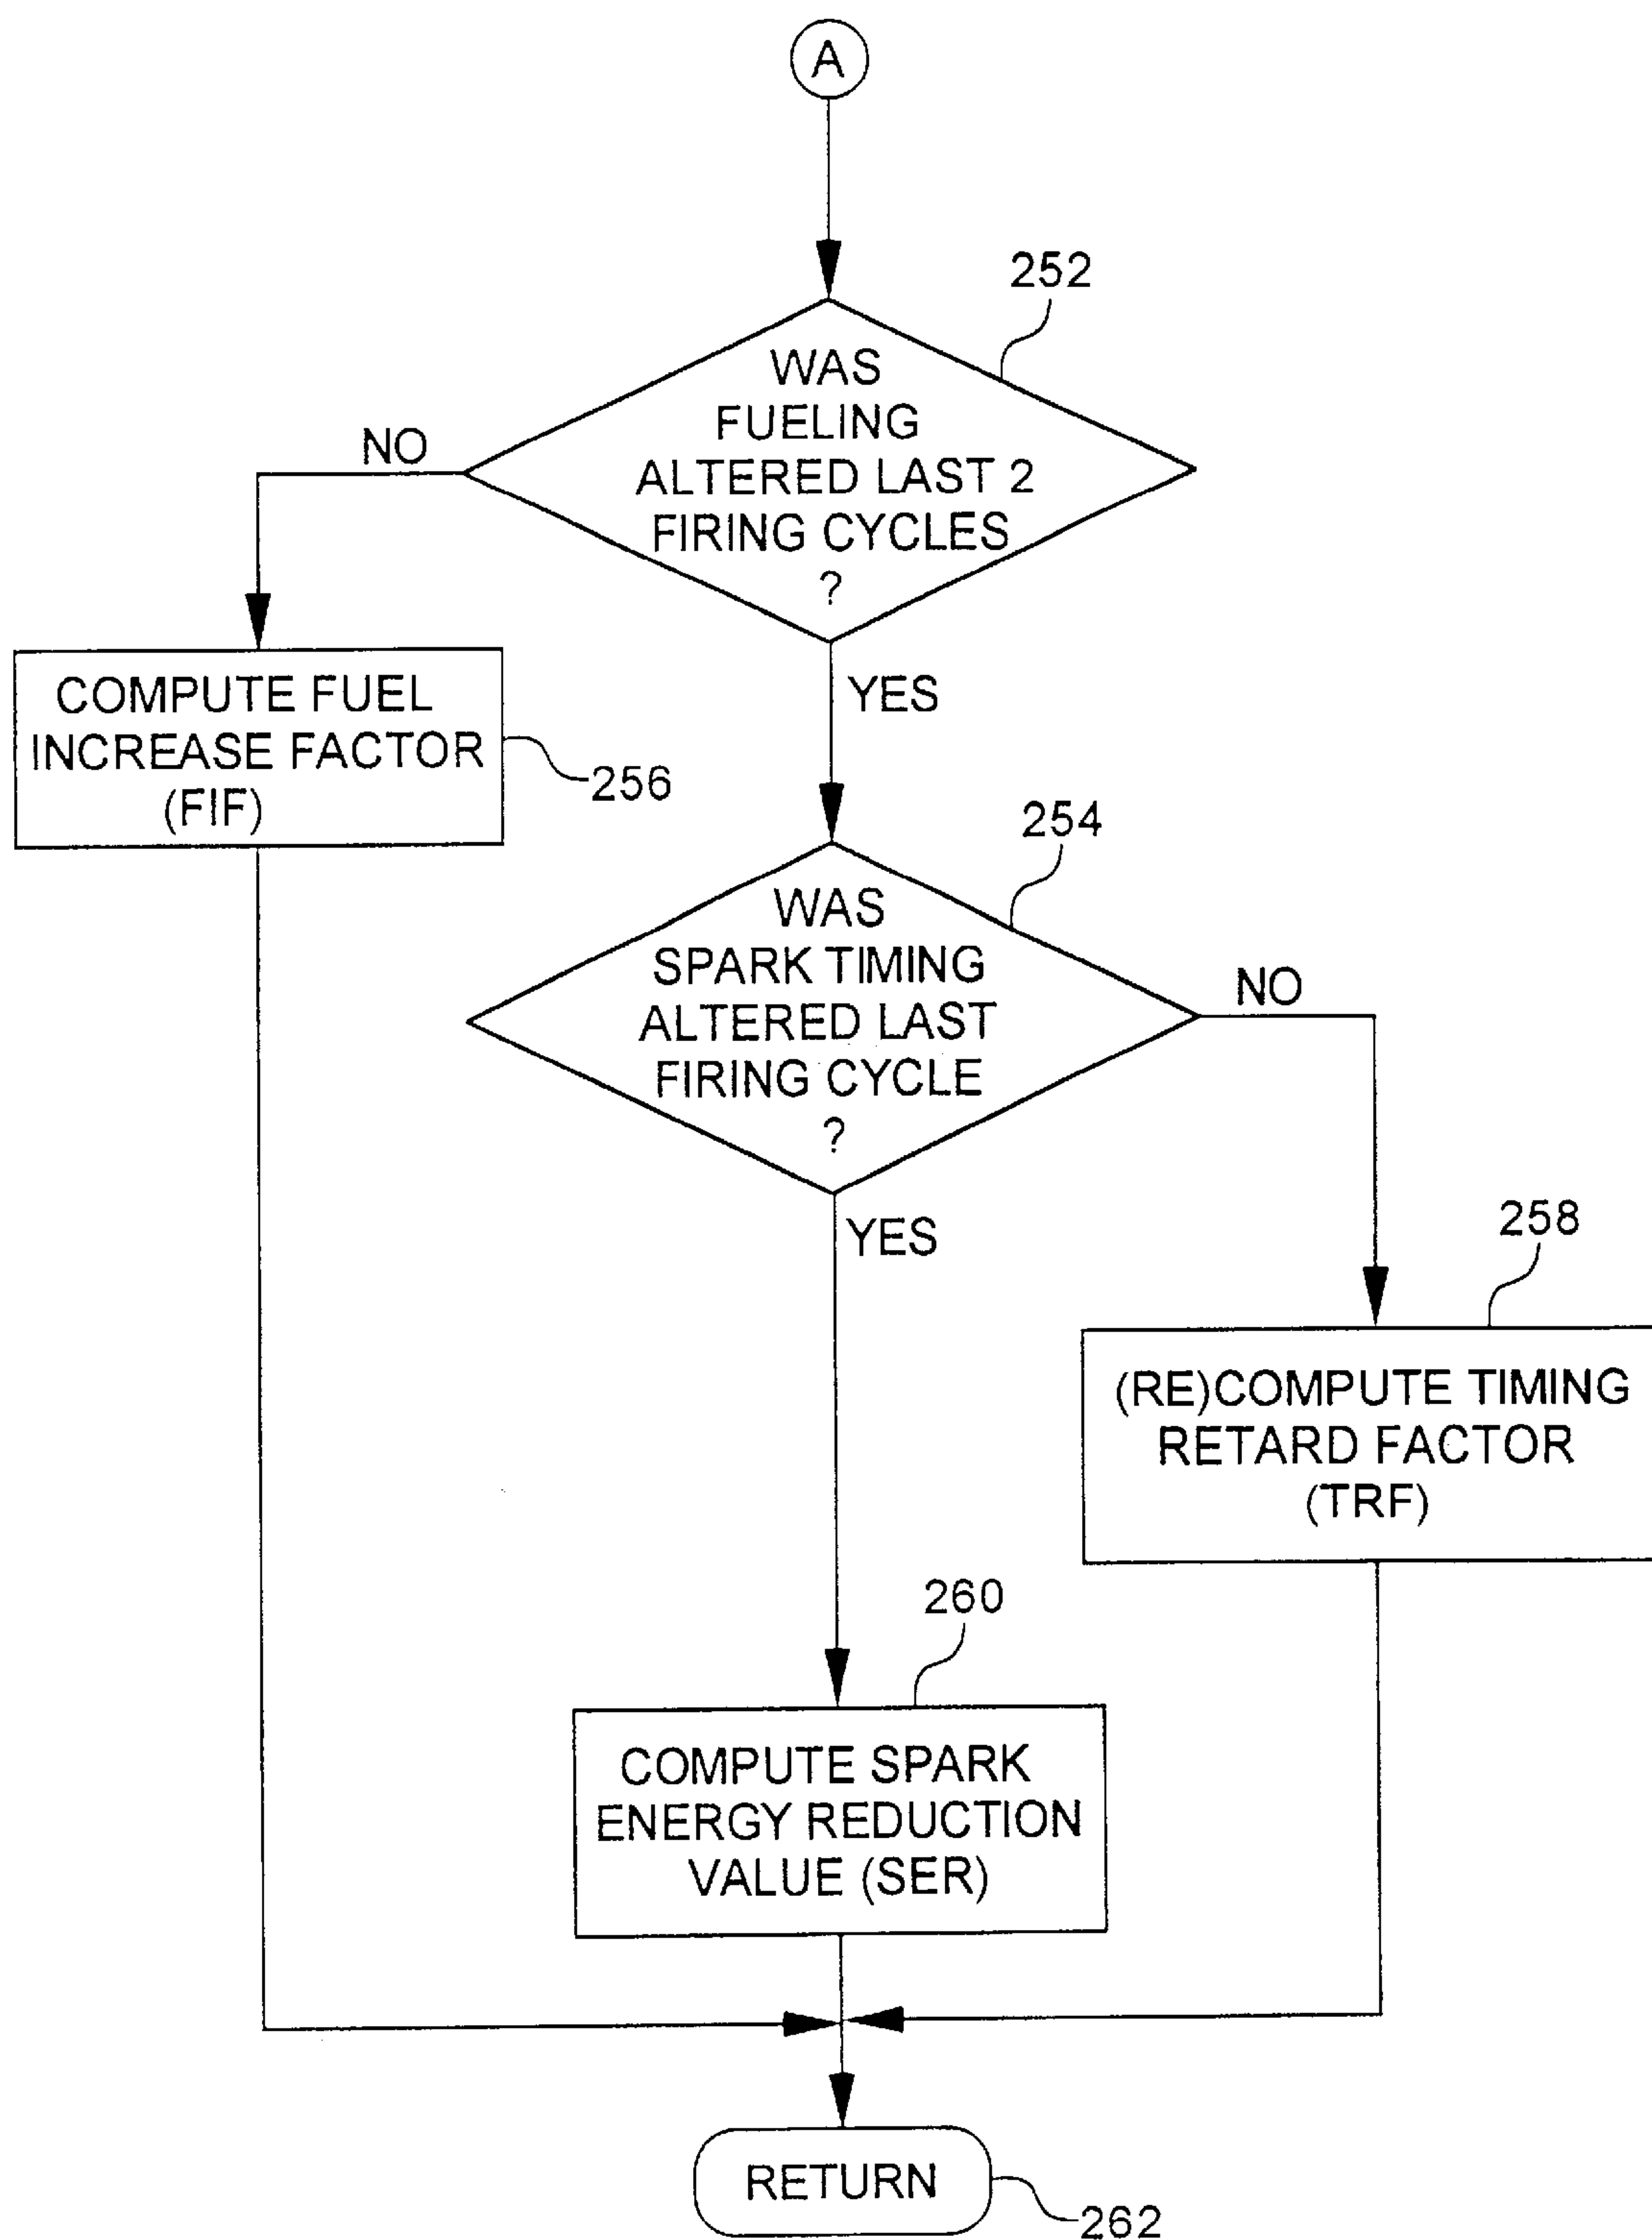 A
252
WAS
FUELING
ALTERED LAST 2
FIRING CYCLES
?
NO
YES
COMPUTE FUEL
INCREASE FACTOR
(FIF)
256
254
WAS
SPARK TIMING
ALTERED LAST
FIRING CYCLE
?
NO
YES
258
(RE)COMPUTE TIMING
RETARD FACTOR
(TRF)
260
COMPUTE SPARK
ENERGY REDUCTION
VALUE (SER)
RETURN
262